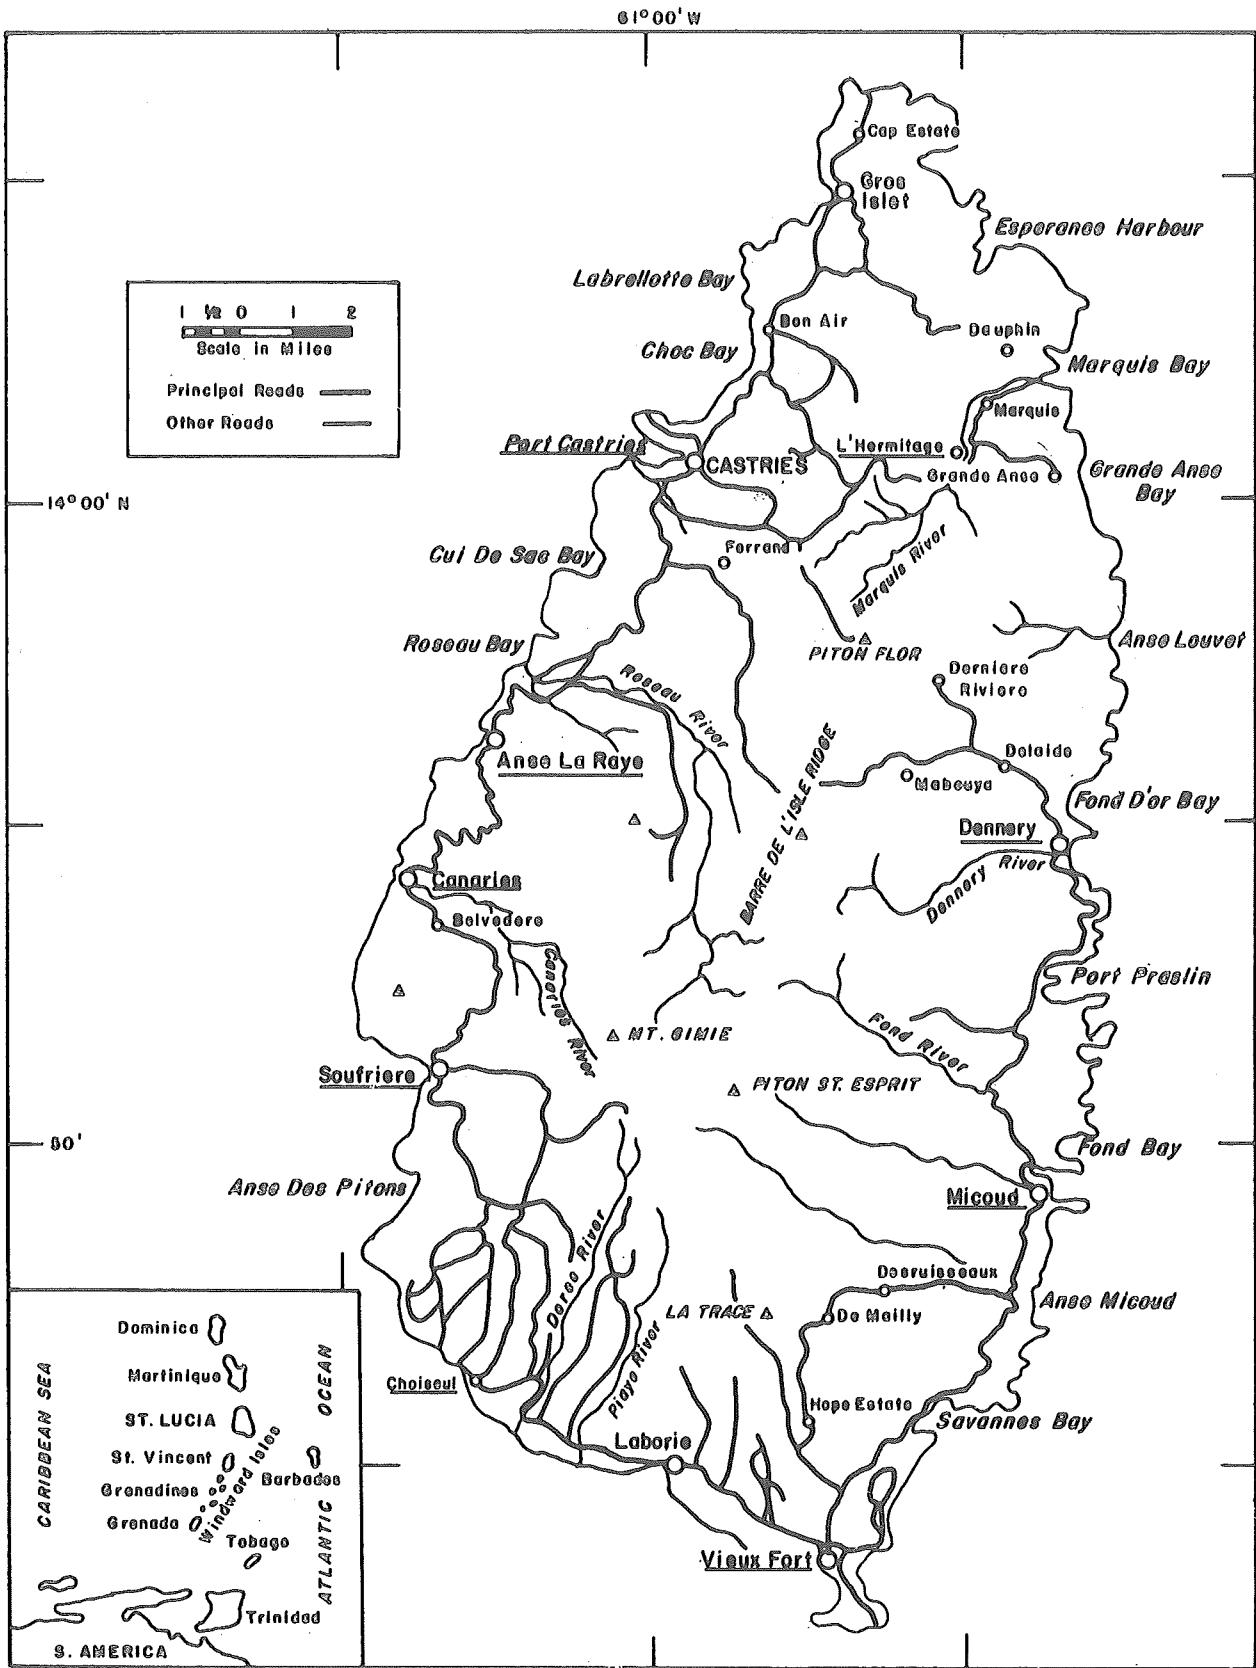 61°00' W
Cap Estate
Gros
Islet
Esperance Harbour
Labrellotte Bay
1 ½ 0 1 2
Scale in Miles
Principal Roads
Other Roads
Bon Air
Dauphin
Choc Bay
Marquis Bay
Marquis
Port Castries
CASTRIES
L'Hermitage
Grande Anse
Grande Anse
Bay
14°00' N
Cul De Sac Bay
Ferrand
Marquis River
Roseau Bay
PITON FLOR
Anse Louvet
Roseau River
Derniere
Riviere
Anse La Raye
BARRE DE L'ISLE RIDGE
Delaide
Mabouya
Fond D'or Bay
Dennery
Dennery River
Canaries
Belvedere
Canaries River
Port Praslin
Fond River
MT. GIMIE
Soufriere
PITON ST. ESPRIT
50'
Fond Bay
Anse Des Pitons
Micoud
Doree River
Desruisseaux
Anse Micoud
LA TRACE
De Mailly
Piaye River
Choiseul
Hope Estate
Savannes Bay
Laborie
Vieux Fort
CARIBBEAN SEA
ATLANTIC OCEAN
Dominica
Martinique
ST. LUCIA
St. Vincent
Windward Isles
Barbados
Grenadines
Grenada
Tobago
Trinidad
S. AMERICA